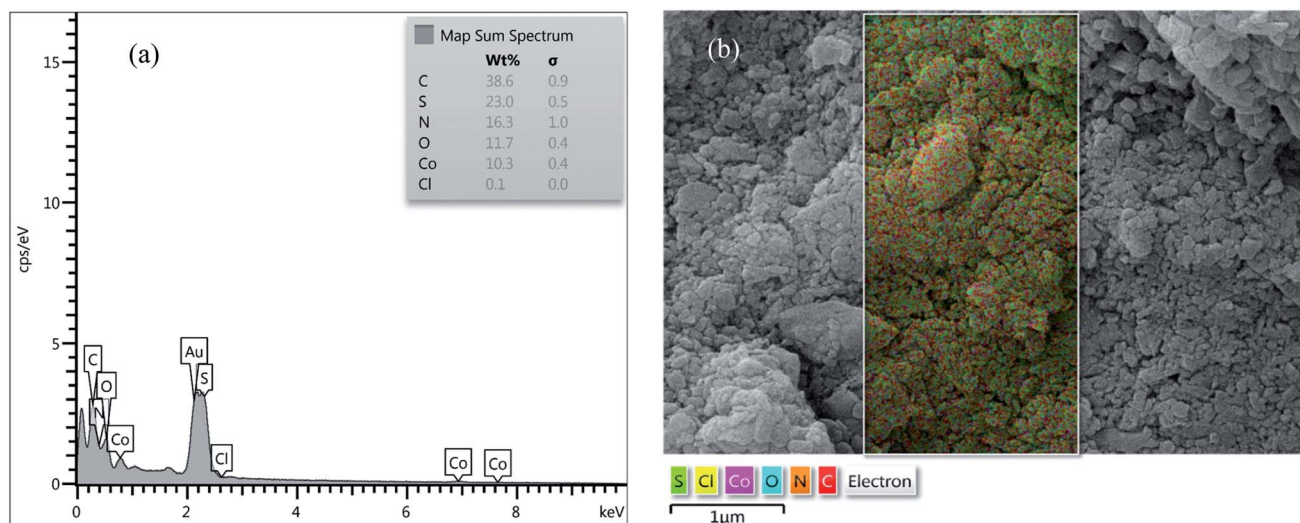 (a)
Map Sum Spectrum
Wt% σ
C 38.6 0.9
S 23.0 0.5
N 16.3 1.0
O 11.7 0.4
Co 10.3 0.4
Cl 0.1 0.0
cps/eV
15
10
5
0
C
O
N
Co
Au
S
Cl
Co
Co
0 2 4 6 8 keV
(b)
S Cl Co O N C Electron
1μm